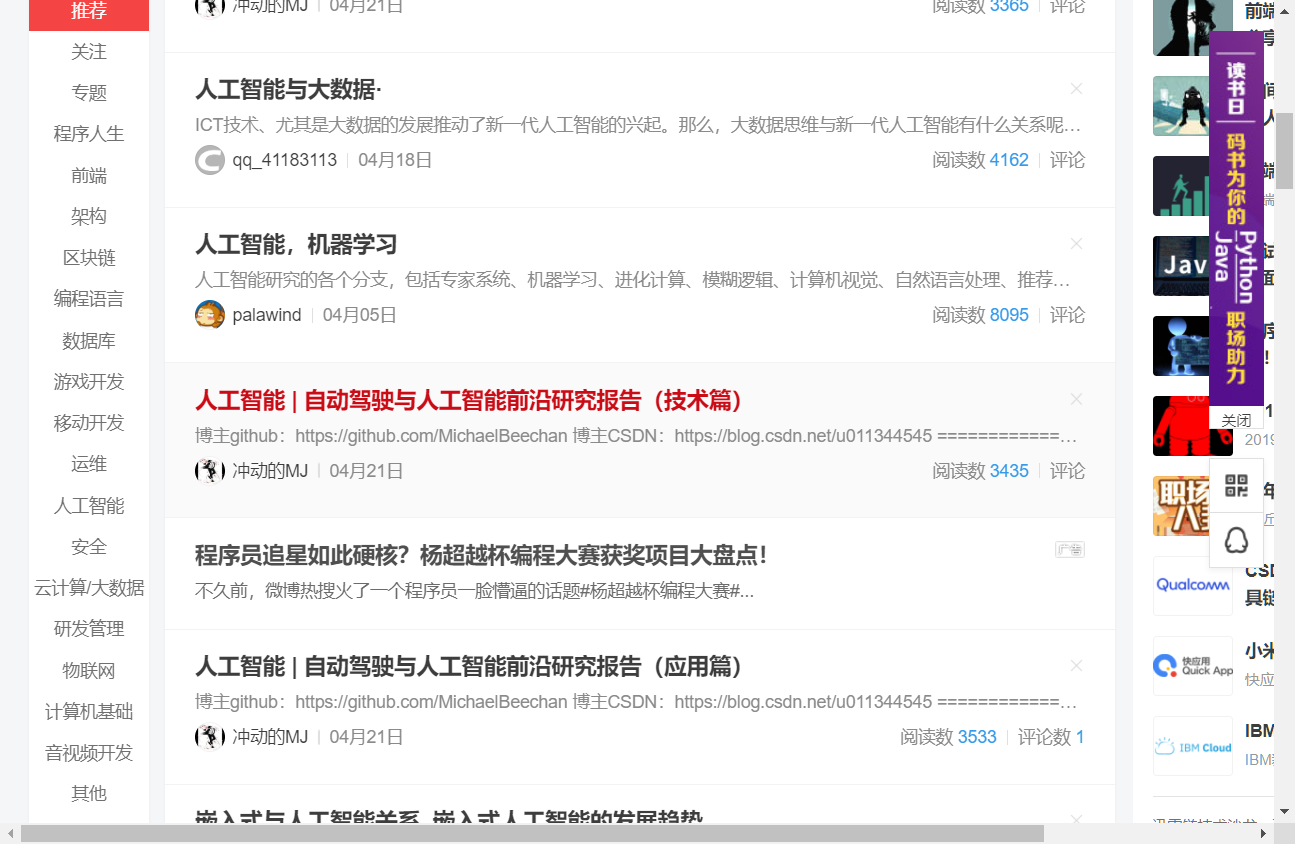 推荐
关注
专题
程序人生
前端
架构
区块链
编程语言
数据库
游戏开发
移动开发
运维
人工智能
安全
云计算/大数据
研发管理
物联网
计算机基础
音视频开发
其他
冲动的MJ 04月21日 阅读数 3365 评论
人工智能与大数据·
ICT技术、尤其是大数据的发展推动了新一代人工智能的兴起。那么，大数据思维与新一代人工智能有什么关系呢…
qq_41183113 04月18日 阅读数 4162 评论
人工智能，机器学习
人工智能研究的各个分支，包括专家系统、机器学习、进化计算、模糊逻辑、计算机视觉、自然语言处理、推荐…
palawind 04月05日 阅读数 8095 评论
人工智能 | 自动驾驶与人工智能前沿研究报告（技术篇）
博主github：https://github.com/MichaelBeechan 博主CSDN：https://blog.csdn.net/u011344545 ============…
冲动的MJ 04月21日 阅读数 3435 评论
程序员追星如此硬核？杨超越杯编程大赛获奖项目大盘点！
广告
不久前，微博热搜火了一个程序员一脸懵逼的话题#杨超越杯编程大赛#...
人工智能 | 自动驾驶与人工智能前沿研究报告（应用篇）
博主github：https://github.com/MichaelBeechan 博主CSDN：https://blog.csdn.net/u011344545 ============…
冲动的MJ 04月21日 阅读数 3533 评论数 1
嵌入式与人工智能关系_嵌入式人工智能的发展趋势
前端
读书日
码书为你的
Python
Java
职场助力
关闭
Jav
2019
职场
人
Qualcomm
CSD
具链
快应用
Quick App
小米
快应
IBM Cloud
IBM